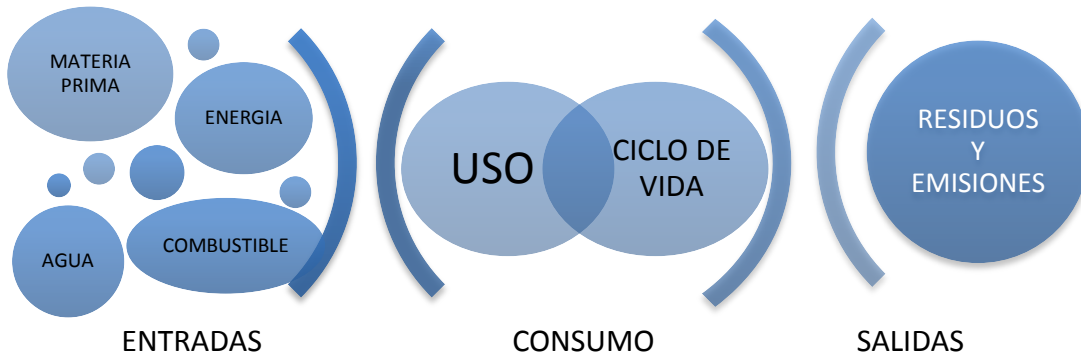 MATERIA
PRIMA
ENERGIA
AGUA
COMBUSTIBLE
ENTRADAS
USO
CICLO DE
VIDA
CONSUMO
RESIDUOS
Y
EMISIONES
SALIDAS